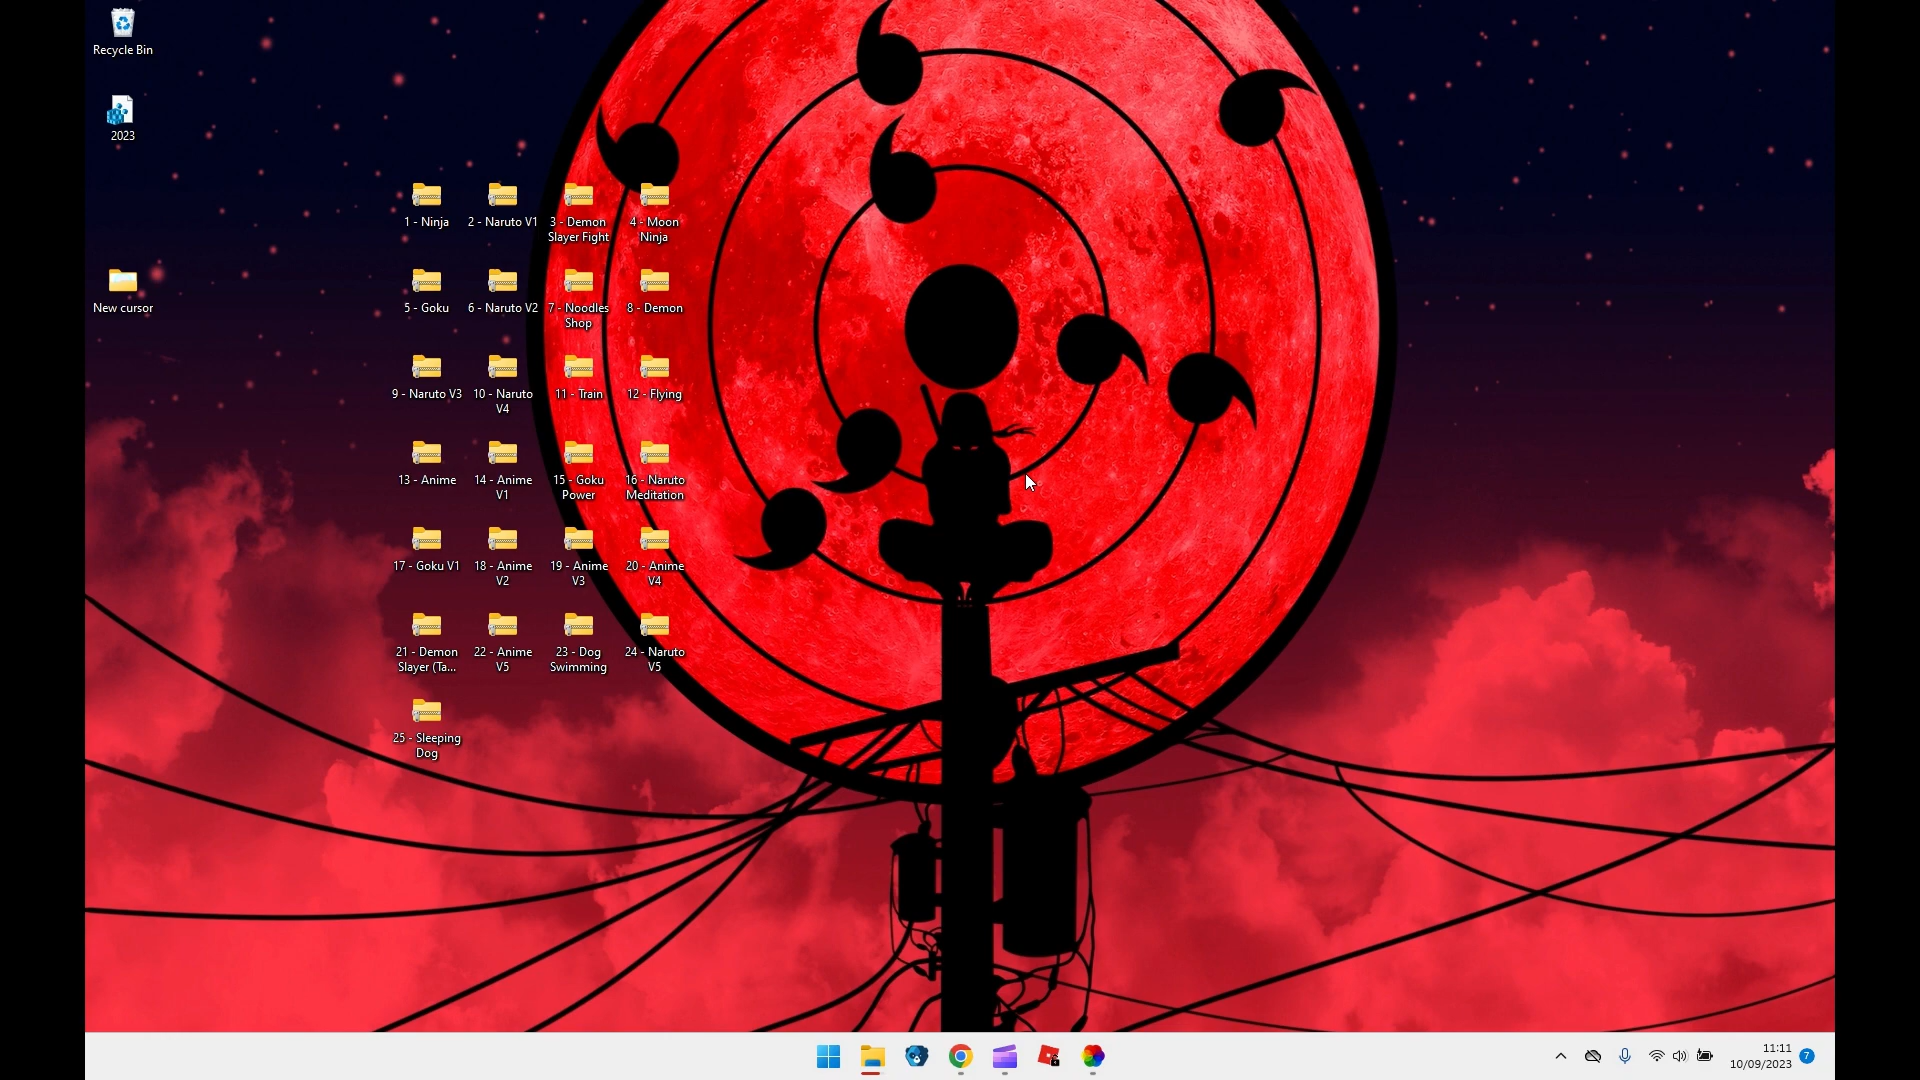 Recycle Bin
2023
New cursor
1 - Ninja
2 - Naruto V1
3 - Demon
Slayer Fight
4 - Moon
Ninja
5 - Goku
6 - Naruto V2
7 - Noodles
Shop
8 - Demon
9 - Naruto V3
10 - Naruto
V4
11 - Train
12 - Flying
13 - Anime
14 - Anime
V1
15 - Goku
Power
16 - Naruto
Meditation
17 - Goku V1
18 - Anime
V2
19 - Anime
V3
20 - Anime
V4
21 - Demon
Slayer (Ta...
22 - Anime
V5
23 - Dog
Swimming
24 - Naruto
V5
25 - Sleeping
Dog
11:11
10/09/2023
7